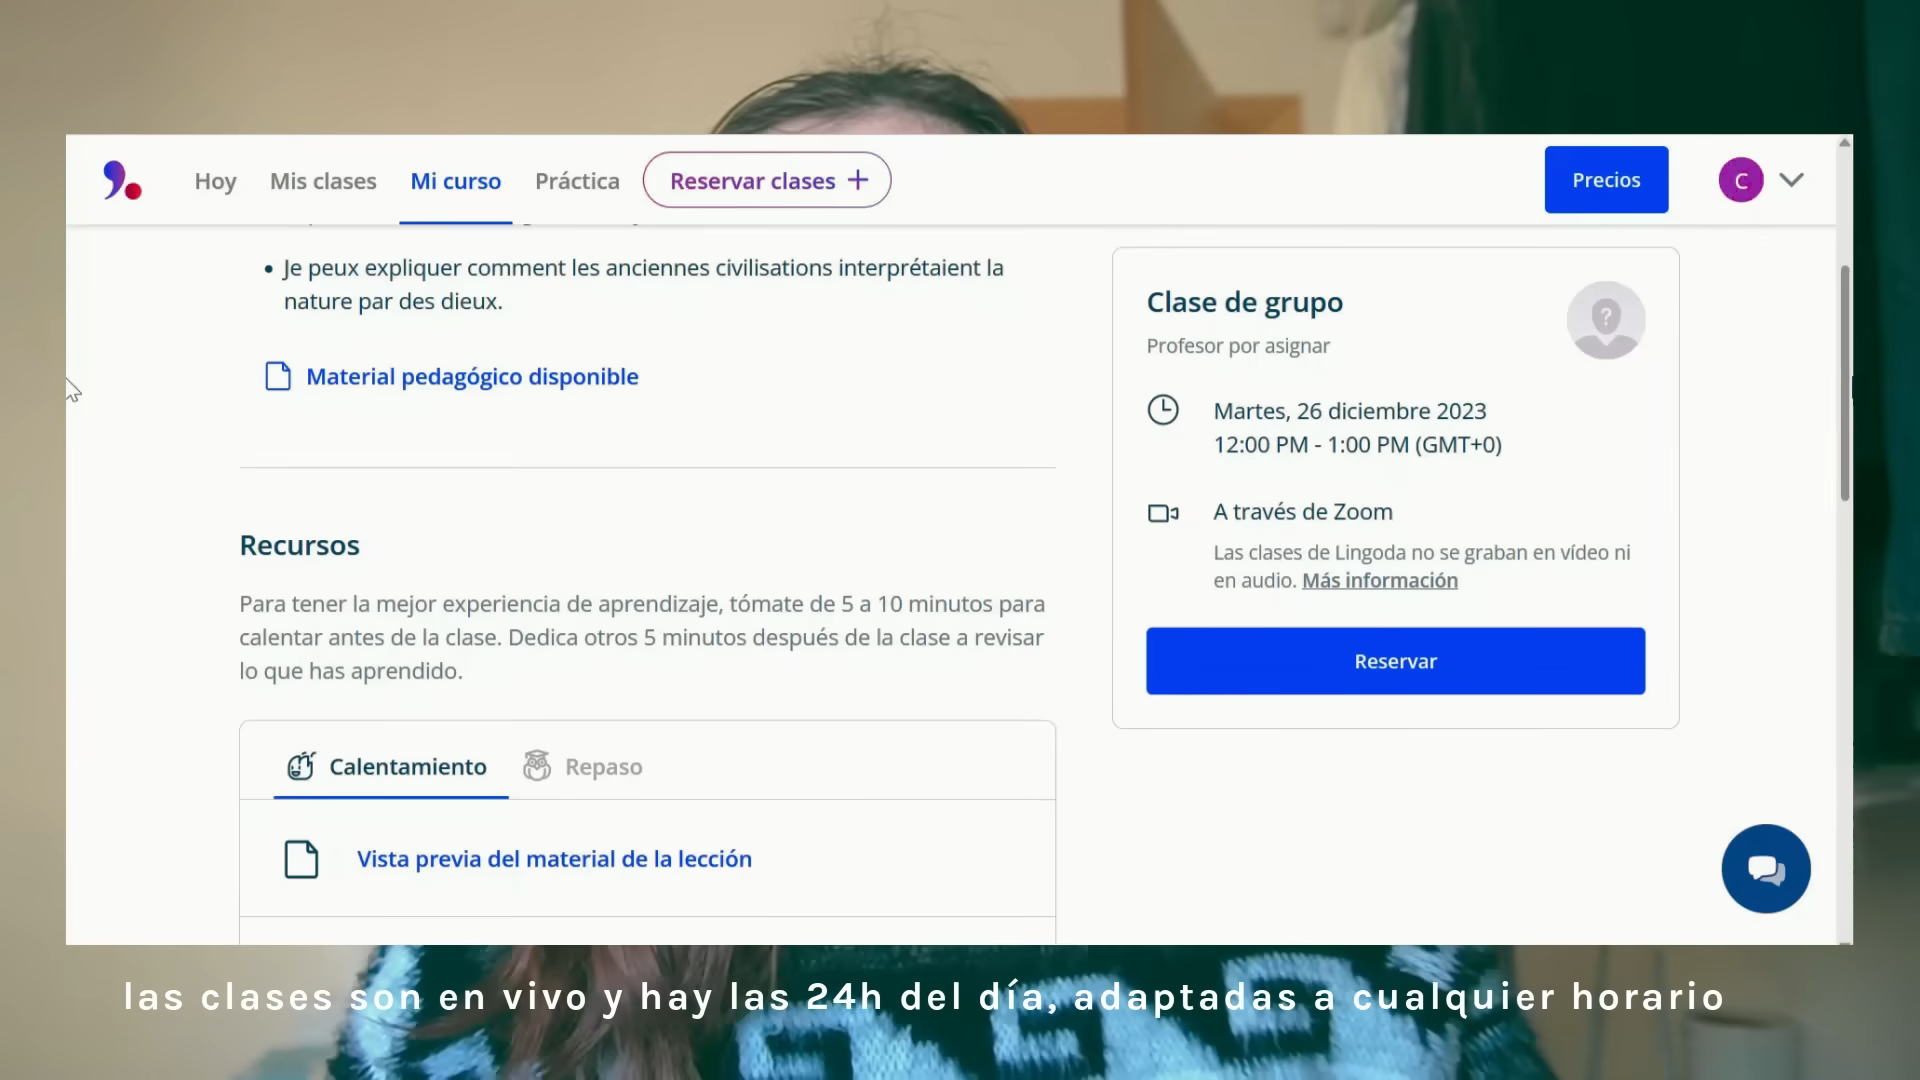 Hoy
Mis clases
Mi curso
Práctica
Reservar clases +
Precios
C
• Je peux expliquer comment les anciennes civilisations interprétaient la
nature par des dieux.
Material pedagógico disponible
Recursos
Para tener la mejor experiencia de aprendizaje, tómate de 5 a 10 minutos para
calentar antes de la clase. Dedica otros 5 minutos después de la clase a revisar
lo que has aprendido.
Calentamiento
Repaso
Vista previa del material de la lección
Clase de grupo
Profesor por asignar
?
Martes, 26 diciembre 2023
12:00 PM - 1:00 PM (GMT+0)
A través de Zoom
Las clases de Lingoda no se graban en vídeo ni
en audio. Más información
Reservar
las clases son en vivo y hay las 24h del día, adaptadas a cualquier horario